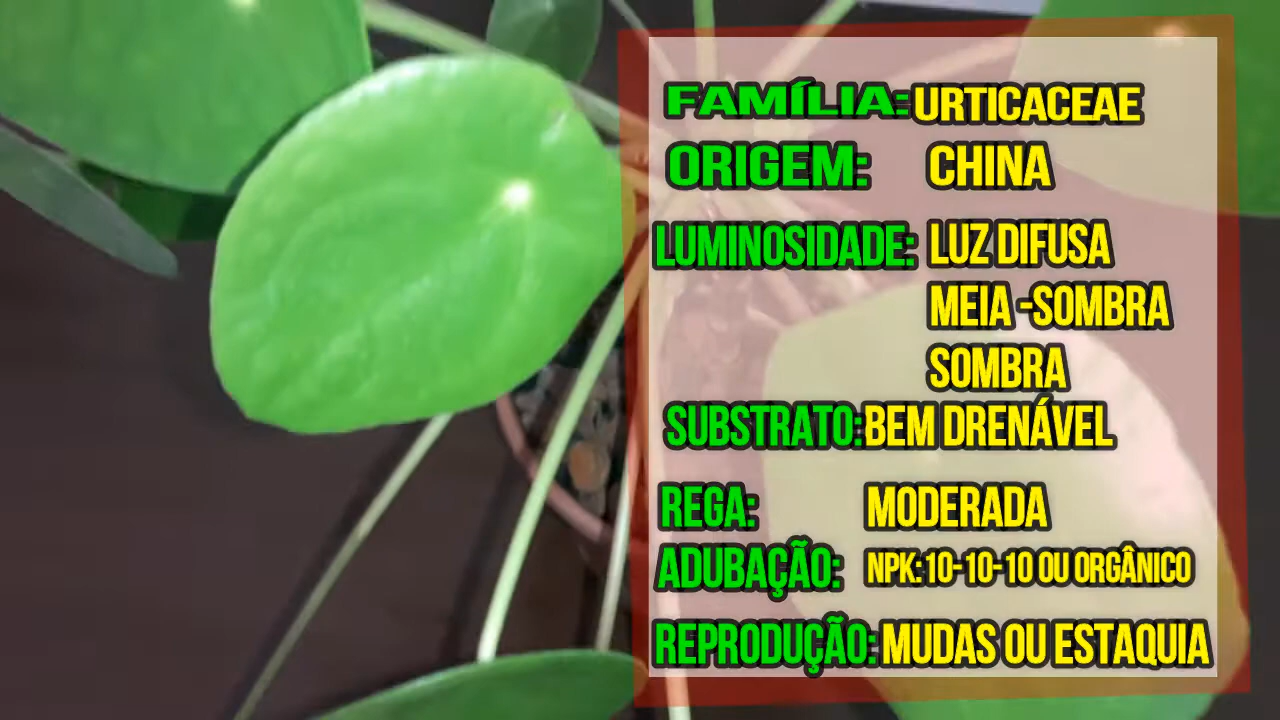 FAMÍLIA: URTICACEAE
ORIGEM: CHINA
LUMINOSIDADE: LUZ DIFUSA
MEIA -SOMBRA
SOMBRA
SUBSTRATO: BEM DRENÁVEL
REGA: MODERADA
ADUBAÇÃO: NPK: 10-10-10 OU ORGÂNICO
REPRODUÇÃO: MUDAS OU ESTAQUIA